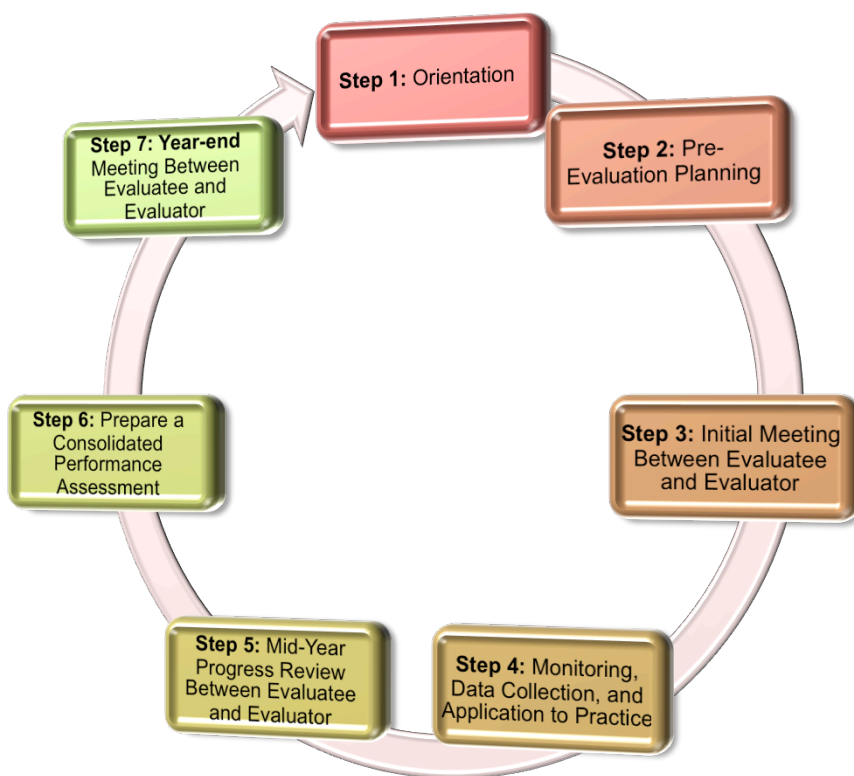 Step 1: Orientation
Step 2: Pre-
Evaluation Planning
Step 3: Initial Meeting
Between Evaluatee
and Evaluator
Step 4: Monitoring,
Data Collection, and
Application to Practice
Step 5: Mid-Year
Progress Review
Between Evaluatee
and Evaluator
Step 6: Prepare a
Consolidated
Performance
Assessment
Step 7: Year-end
Meeting Between
Evaluatee and
Evaluator